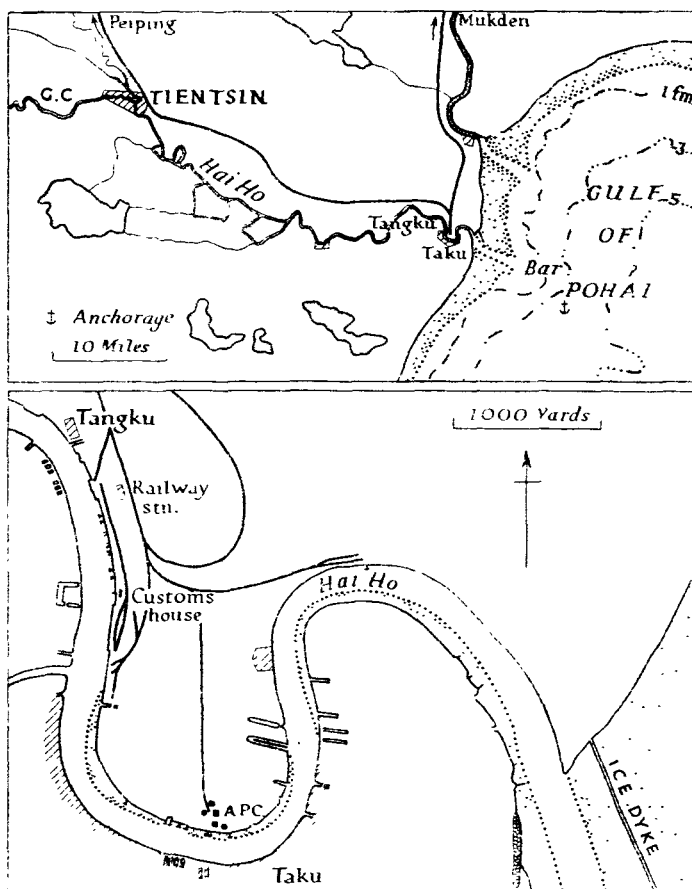 Peiping
Mukden
G.C
TIENTSIN
1fm
3
Hai Ho
GULF
5
OF
Tangku
Taku
Bar
POHAI
Anchorage
10 Miles
Tangku
1000 Yards
Railway
stn.
Hai Ho
Customs
house
ICE DYKE
APC
Taku